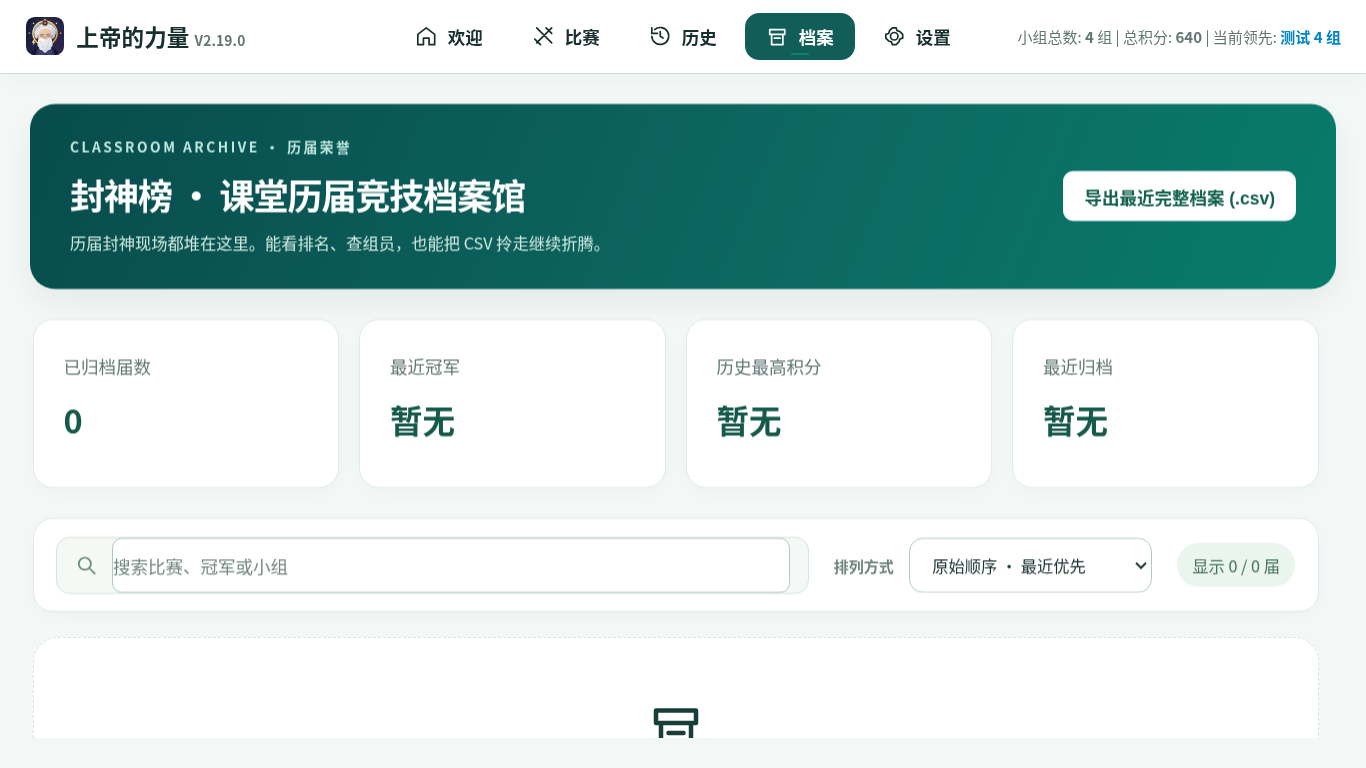 上帝的力量 V2.19.0
欢迎
比赛
历史
档案
设置
小组总数: 4 组 | 总积分: 640 | 当前领先: 测试 4 组
CLASSROOM ARCHIVE · 历届荣誉
封神榜 · 课堂历届竞技档案馆
历届封神现场都堆在这里。能看排名、查组员，也能把 CSV 拎走继续折腾。
导出最近完整档案 (.csv)
已归档届数
0
最近冠军
暂无
历史最高积分
暂无
最近归档
暂无
搜索比赛、冠军或小组
排列方式
原始顺序 · 最近优先
显示 0 / 0 届